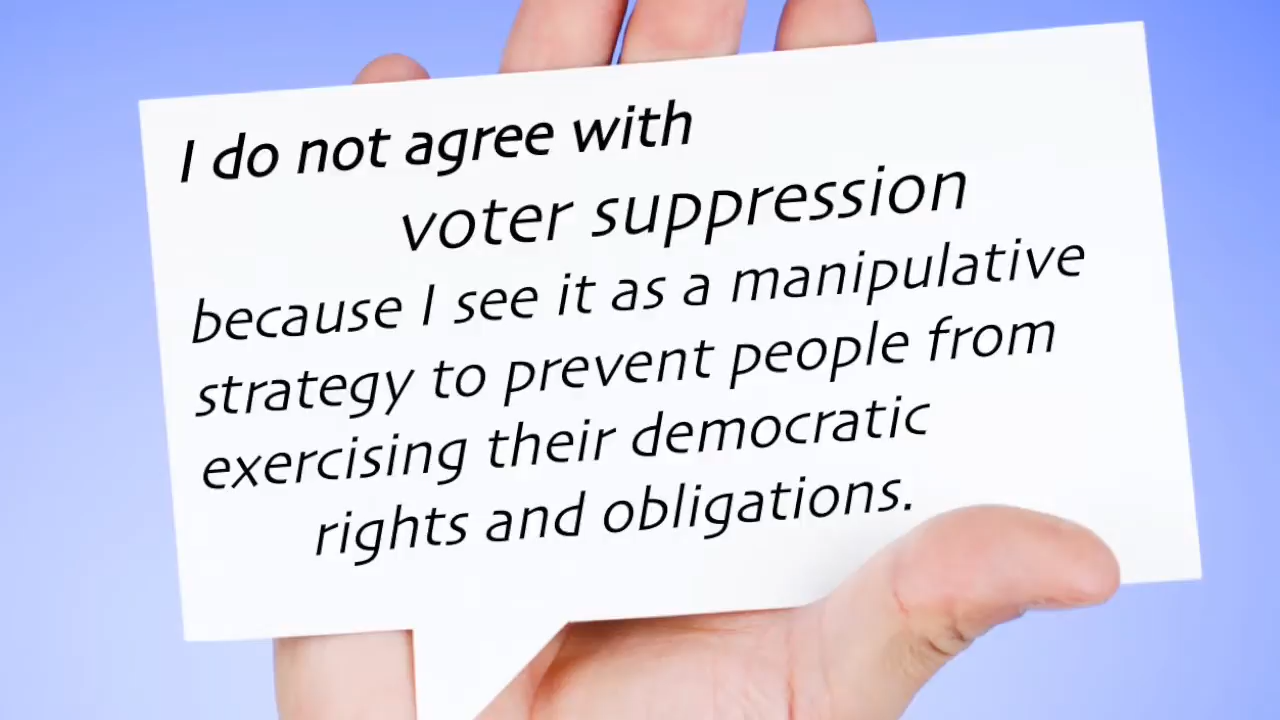 I do not agree with
voter suppression
because I see it as a manipulative
strategy to prevent people from
exercising their democratic
rights and obligations.